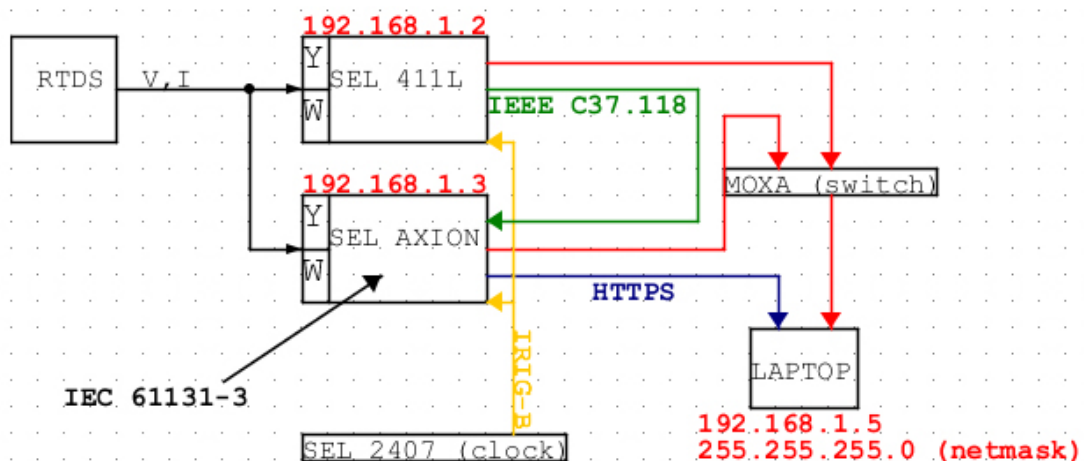 192.168.1.2
RTDS
V,I
Y
W
SEL 411L
IEEE C37.118
192.168.1.3
Y
W
SEL AXION
MOXA (switch)
HTTPS
IEC 61131-3
IRIG-B
LAPTOP
SEL 2407 (clock)
192.168.1.5
255.255.255.0 (netmask)